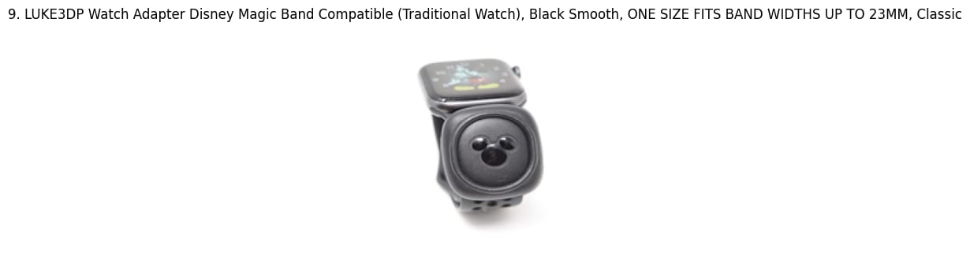 9. LUKE3DP Watch Adapter Disney Magic Band Compatible (Traditional Watch), Black Smooth, ONE SIZE FITS BAND WIDTHS UP TO 23MM, Classic